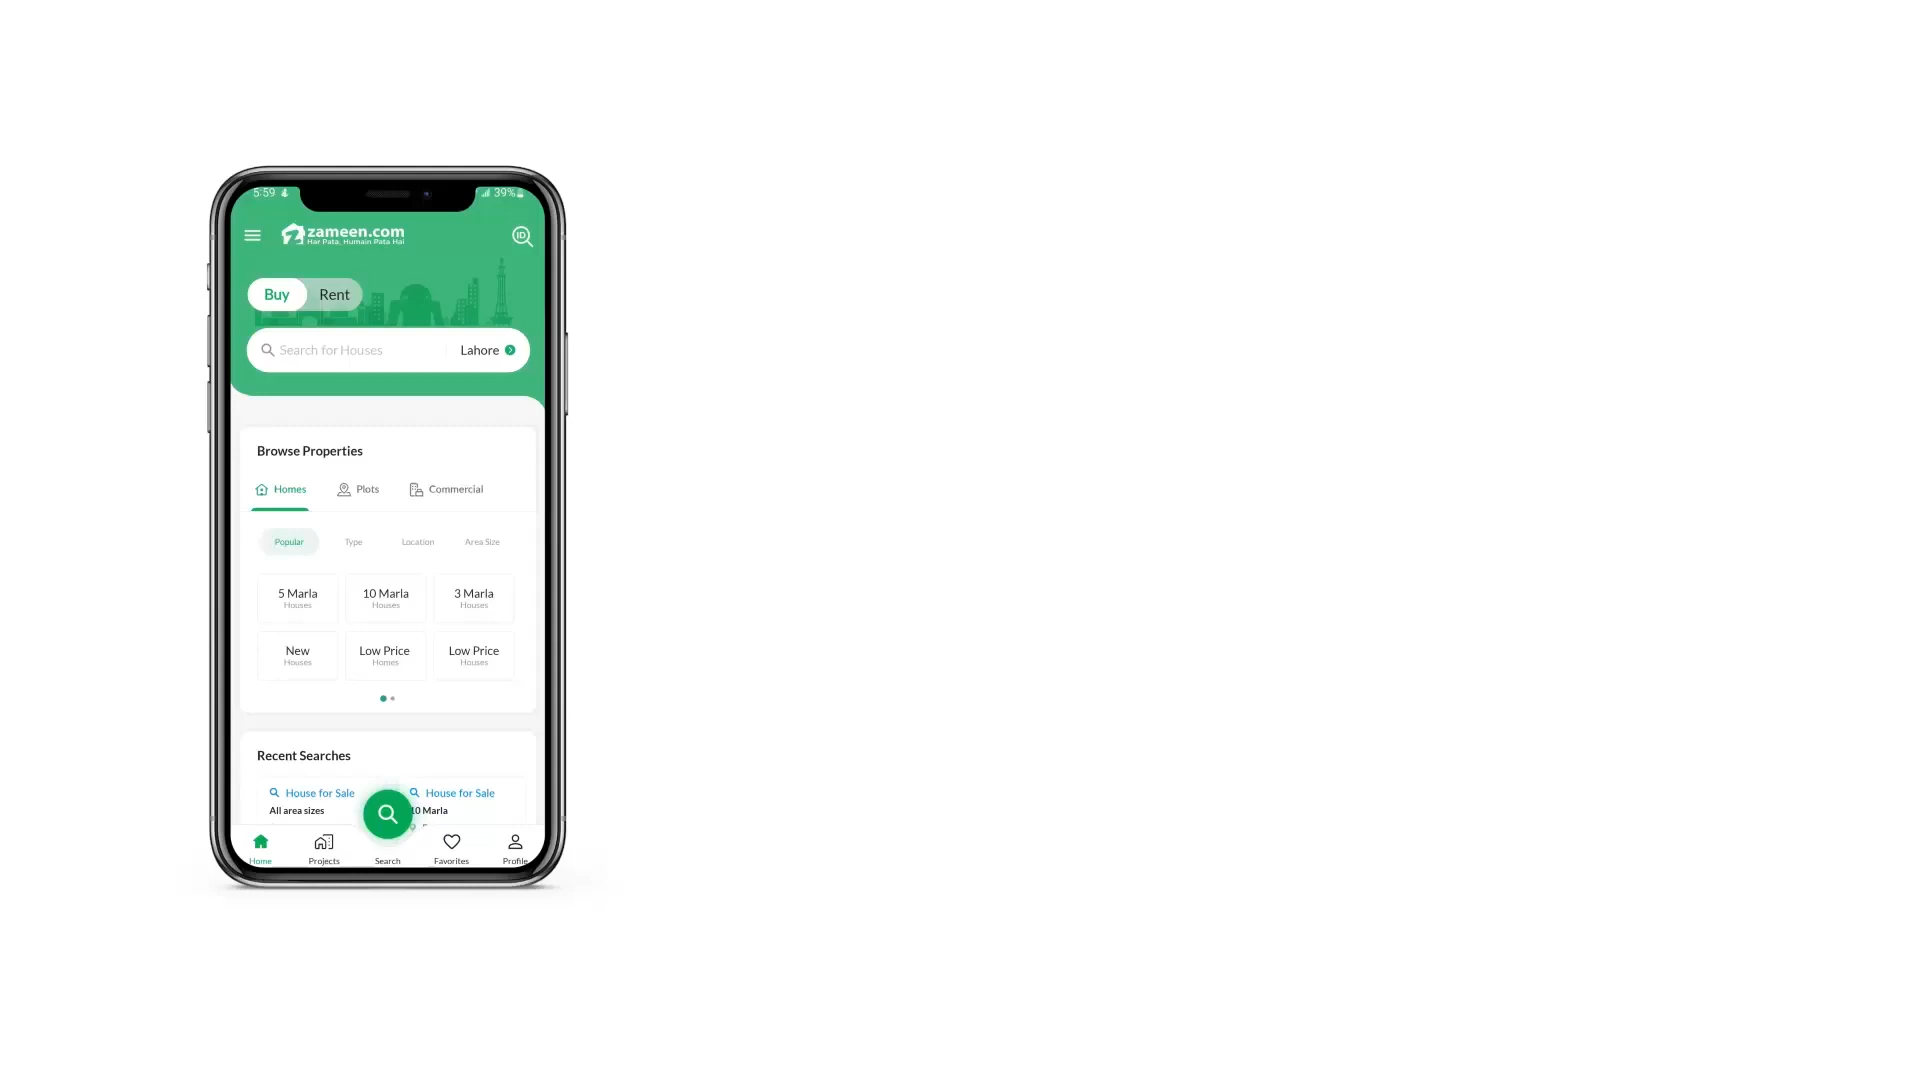 5:59
39%
zameen.com
Har Pata, Humain Pata Hai
ID
Buy Rent
Search for Houses Lahore
Browse Properties
Homes Plots Commercial
Popular Type Location Area Size
5 Marla 10 Marla 3 Marla
Houses Houses Houses
New Low Price Low Price
Houses Homes Houses
Recent Searches
House for Sale House for Sale
All area sizes 10 Marla
Home Projects Search Favorites Profile